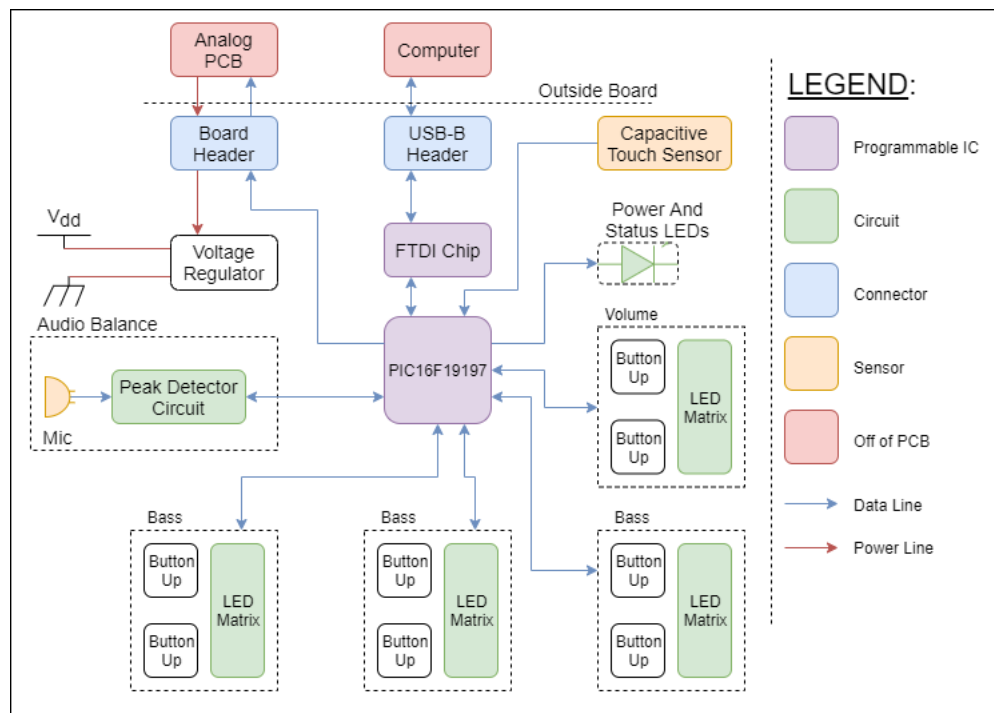 Analog
PCB
Computer
Outside Board
LEGEND:
Board
Header
USB-B
Header
Capacitive
Touch Sensor
Programmable IC
Vdd
Voltage
Regulator
FTDI Chip
Power And
Status LEDs
Circuit
Connector
Audio Balance
Volume
Mic
Peak Detector
Circuit
PIC16F19197
Button
Up
Button
Up
LED
Matrix
Sensor
Off of PCB
Data Line
Power Line
Bass
Button
Up
Button
Up
LED
Matrix
Bass
Button
Up
Button
Up
LED
Matrix
Bass
Button
Up
Button
Up
LED
Matrix